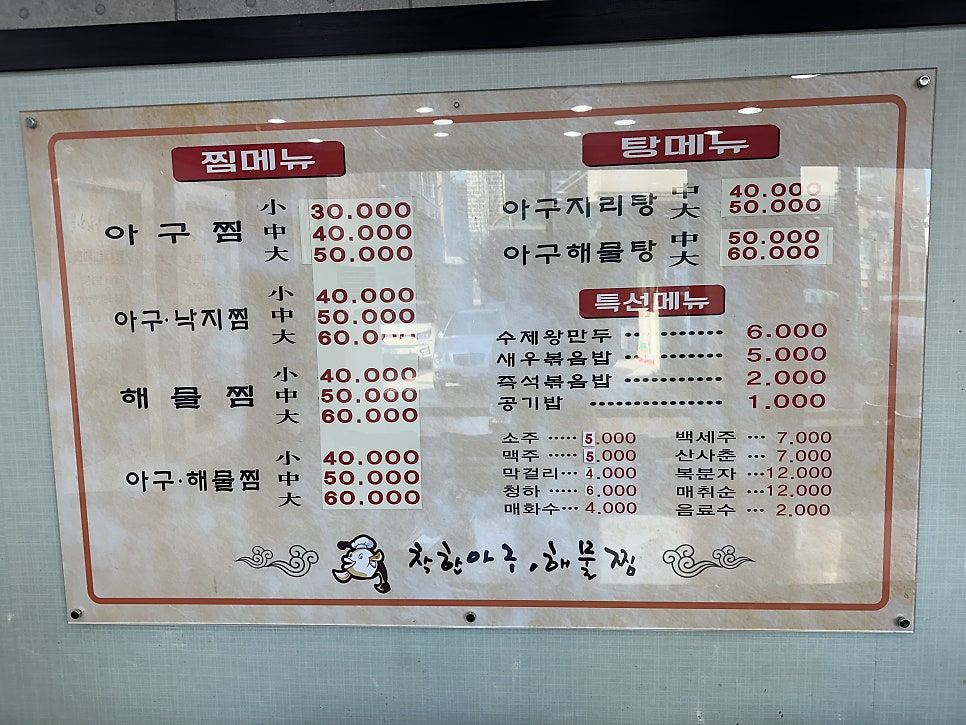 찜메뉴
아구찜 小 30.000
中 40.000
大 50.000
아구·낙지찜 小 40.000
中 50.000
大 60.000
해물찜 小 40.000
中 50.000
大 60.000
아구·해물찜 小 40.000
中 50.000
大 60.000
탕메뉴
아구지리탕 中 40.000
大 50.000
아구해물탕 中 50.000
大 60.000
특선메뉴
수제왕만두 ············ 6.000
새우볶음밥 ············ 5.000
즉석볶음밥 ············ 2.000
공기밥 ················ 1.000
소주 ····· 5.000
맥주 ····· 5.000
막걸리··· 4.000
청하 ····· 6.000
매화수··· 4.000
백세주 ··· 7.000
산사춘 ··· 7.000
복분자 ···12.000
매취순 ···12.000
음료수 ··· 2.000
착한아구,해물찜